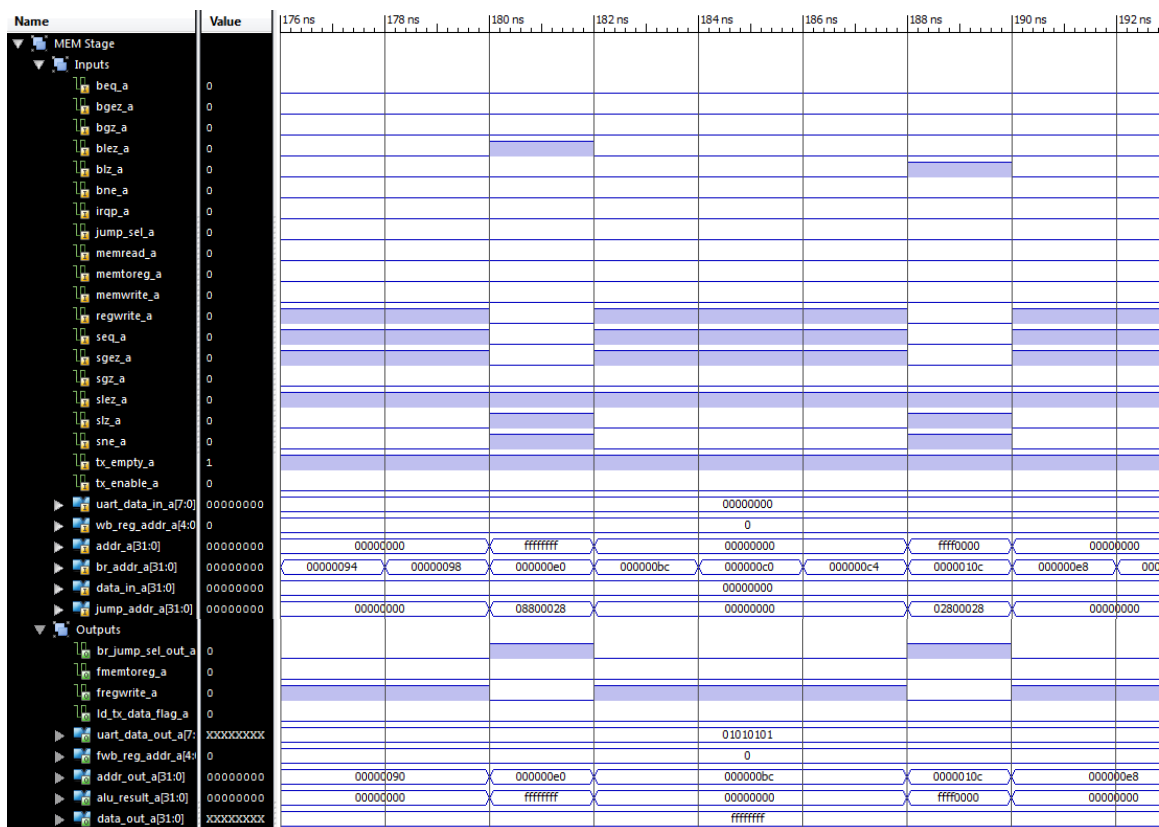 Name Value 176 ns 178 ns 180 ns 182 ns 184 ns 186 ns 188 ns 190 ns 192 ns
MEM Stage
Inputs
beq_a 0
bgez_a 0
bgz_a 0
blez_a 0
blz_a 0
bne_a 0
irqp_a 0
jump_sel_a 0
memread_a 0
memtoreg_a 0
memwrite_a 0
regwrite_a 0
seq_a 0
sgez_a 0
sgz_a 0
slez_a 0
slz_a 0
sne_a 0
tx_empty_a 1
tx_enable_a 0
uart_data_in_a[7:0] 00000000 00000000
wb_reg_addr_a[4:0 0 0
addr_a[31:0] 00000000 00000000 ffffffff 00000000 ffff0000 00000000
br_addr_a[31:0] 00000000 00000094 00000098 000000e0 000000bc 000000c0 000000c4 0000010c 000000e8 000
data_in_a[31:0] 00000000 00000000
jump_addr_a[31:0] 00000000 00000000 08800028 00000000 02800028 00000000
Outputs
br_jump_sel_out_a 0
fmemtoreg_a 0
fregwrite_a 0
ld_tx_data_flag_a 0
uart_data_out_a[7: XXXXXXXX 01010101
fwb_reg_addr_a[4: 0 0
addr_out_a[31:0] 00000000 00000090 000000e0 000000bc 0000010c 000000e8
alu_result_a[31:0] 00000000 00000000 ffffffff 00000000 ffff0000 00000000
data_out_a[31:0] XXXXXXXX ffffffff